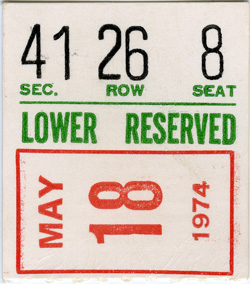 41 26 8
SEC. ROW SEAT
LOWER RESERVED
MAY 18 1974